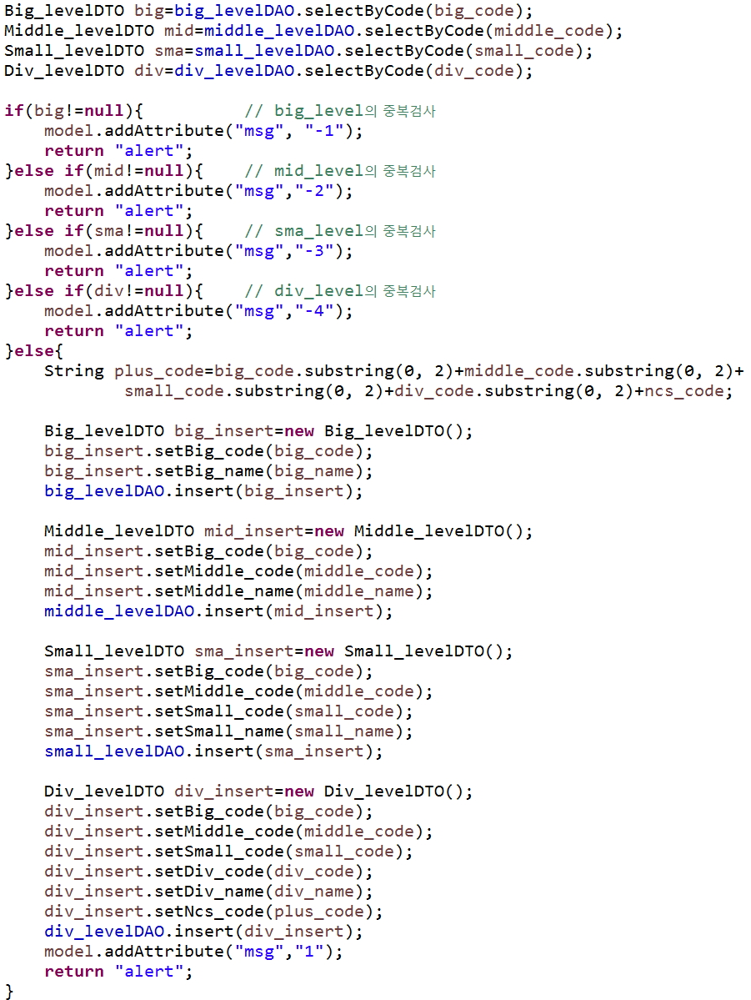 Big_levelDTO big=big_levelDAO.selectByCode(big_code);
Middle_levelDTO mid=middle_levelDAO.selectByCode(middle_code);
Small_levelDTO sma=small_levelDAO.selectByCode(small_code);
Div_levelDTO div=div_levelDAO.selectByCode(div_code);

if(big!=null){          // big_level의 중복검사
    model.addAttribute("msg", "-1");
    return "alert";
}else if(mid!=null){    // mid_level의 중복검사
    model.addAttribute("msg","-2");
    return "alert";
}else if(sma!=null){    // sma_level의 중복검사
    model.addAttribute("msg","-3");
    return "alert";
}else if(div!=null){    // div_level의 중복검사
    model.addAttribute("msg","-4");
    return "alert";
}else{
    String plus_code=big_code.substring(0, 2)+middle_code.substring(0, 2)+
            small_code.substring(0, 2)+div_code.substring(0, 2)+ncs_code;

    Big_levelDTO big_insert=new Big_levelDTO();
    big_insert.setBig_code(big_code);
    big_insert.setBig_name(big_name);
    big_levelDAO.insert(big_insert);

    Middle_levelDTO mid_insert=new Middle_levelDTO();
    mid_insert.setBig_code(big_code);
    mid_insert.setMiddle_code(middle_code);
    mid_insert.setMiddle_name(middle_name);
    middle_levelDAO.insert(mid_insert);

    Small_levelDTO sma_insert=new Small_levelDTO();
    sma_insert.setBig_code(big_code);
    sma_insert.setMiddle_code(middle_code);
    sma_insert.setSmall_code(small_code);
    sma_insert.setSmall_name(small_name);
    small_levelDAO.insert(sma_insert);

    Div_levelDTO div_insert=new Div_levelDTO();
    div_insert.setBig_code(big_code);
    div_insert.setMiddle_code(middle_code);
    div_insert.setSmall_code(small_code);
    div_insert.setDiv_code(div_code);
    div_insert.setDiv_name(div_name);
    div_insert.setNcs_code(plus_code);
    div_levelDAO.insert(div_insert);
    model.addAttribute("msg","1");
    return "alert";
}